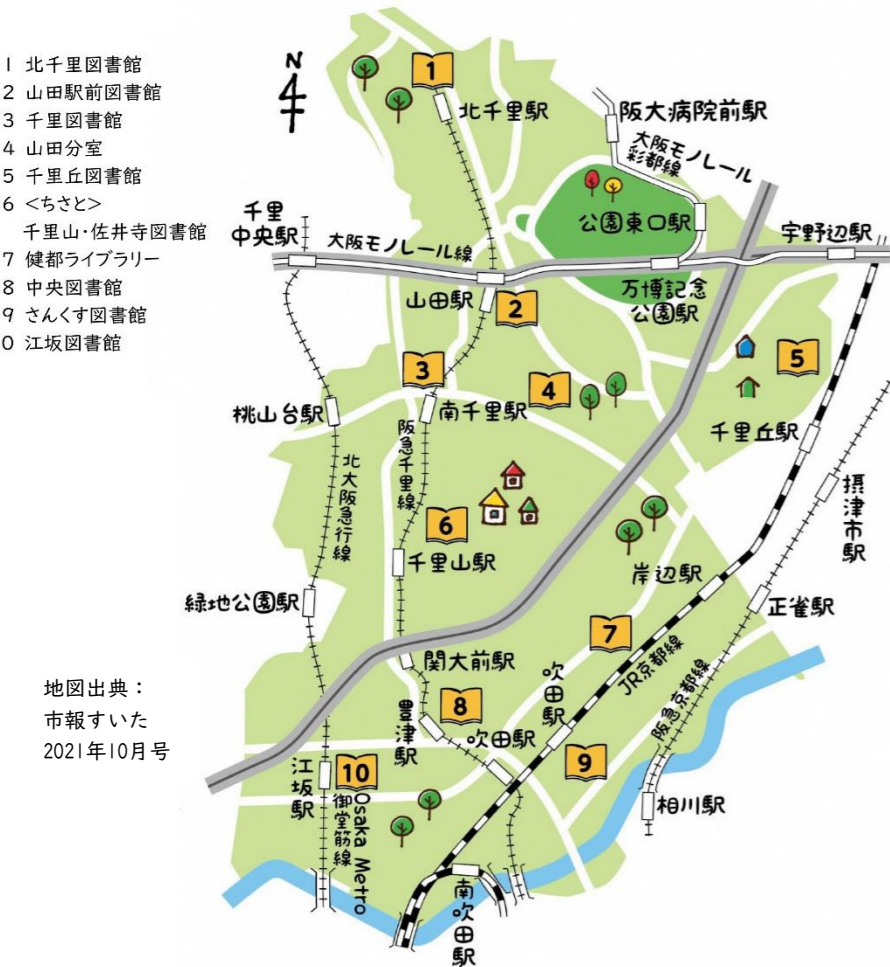 1 北千里図書館
2 山田駅前図書館
3 千里図書館
4 山田分室
5 千里丘図書館
6 <ちさと>
千里山・佐井寺図書館
7 健都ライブラリー
8 中央図書館
9 さんくす図書館
0 江坂図書館
地図出典：
市報すいた
2021年10月号
N
1
北千里駅
阪大病院前駅
大阪モノレール
彩都線
公園東口駅
千里
中央駅
大阪モノレール線
宇野辺駅
山田駅
2
万博記念
公園駅
3
4
5
桃山台駅
南千里駅
千里丘駅
北大阪急行線
阪急千里線
6
摂津市駅
千里山駅
岸辺駅
緑地公園駅
正雀駅
7
関大前駅
JR京都線
吹田駅
8
阪急京都線
豊津駅
吹田駅
9
江坂駅
10
Osaka Metro
御堂筋線
相川駅
南吹田駅